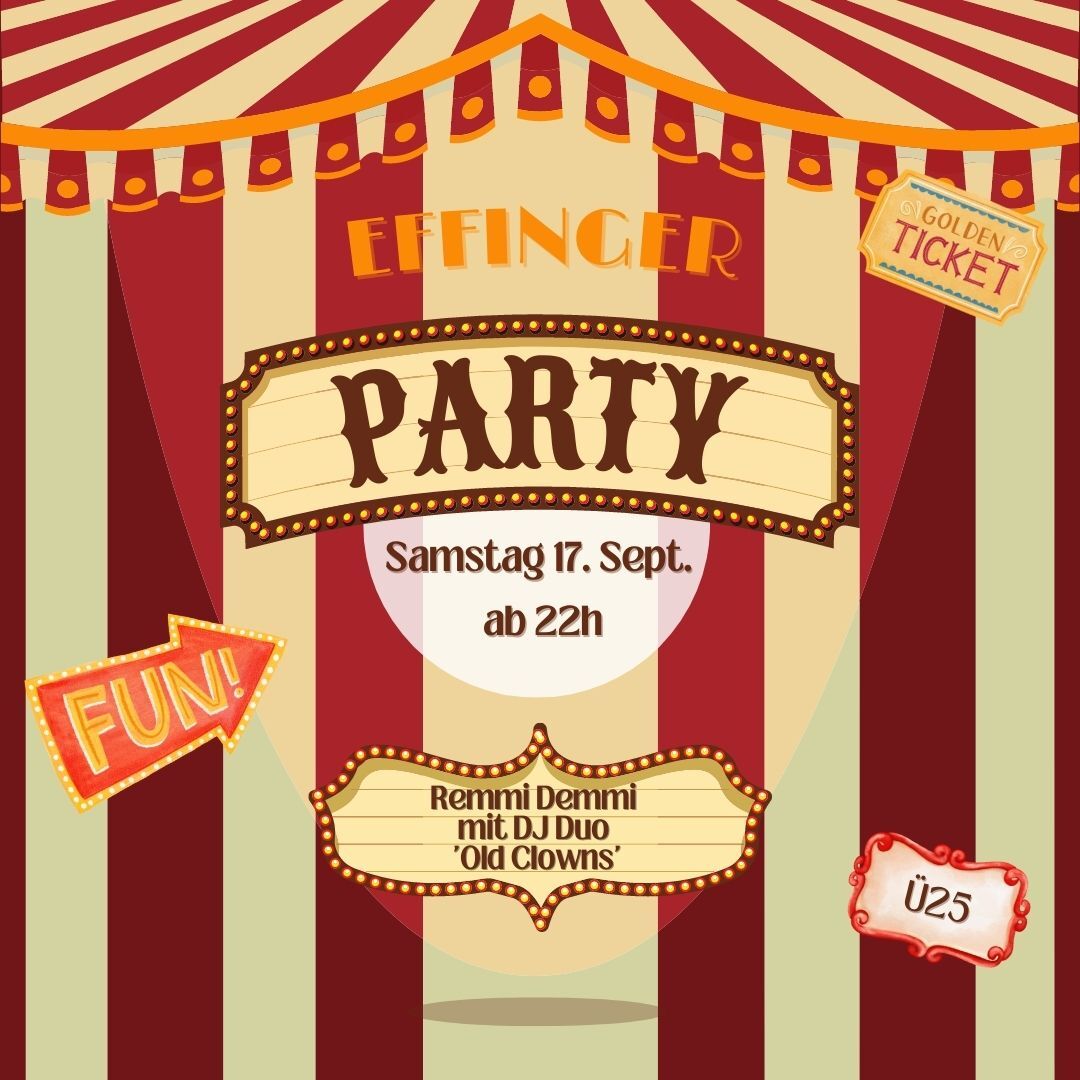 EFFINGER
GOLDEN
TICKET
PARTY
Samstag 17. Sept.
ab 22h
FUN!
Remmi Demmi
mit DJ Duo
'Old Clowns'
Ü25